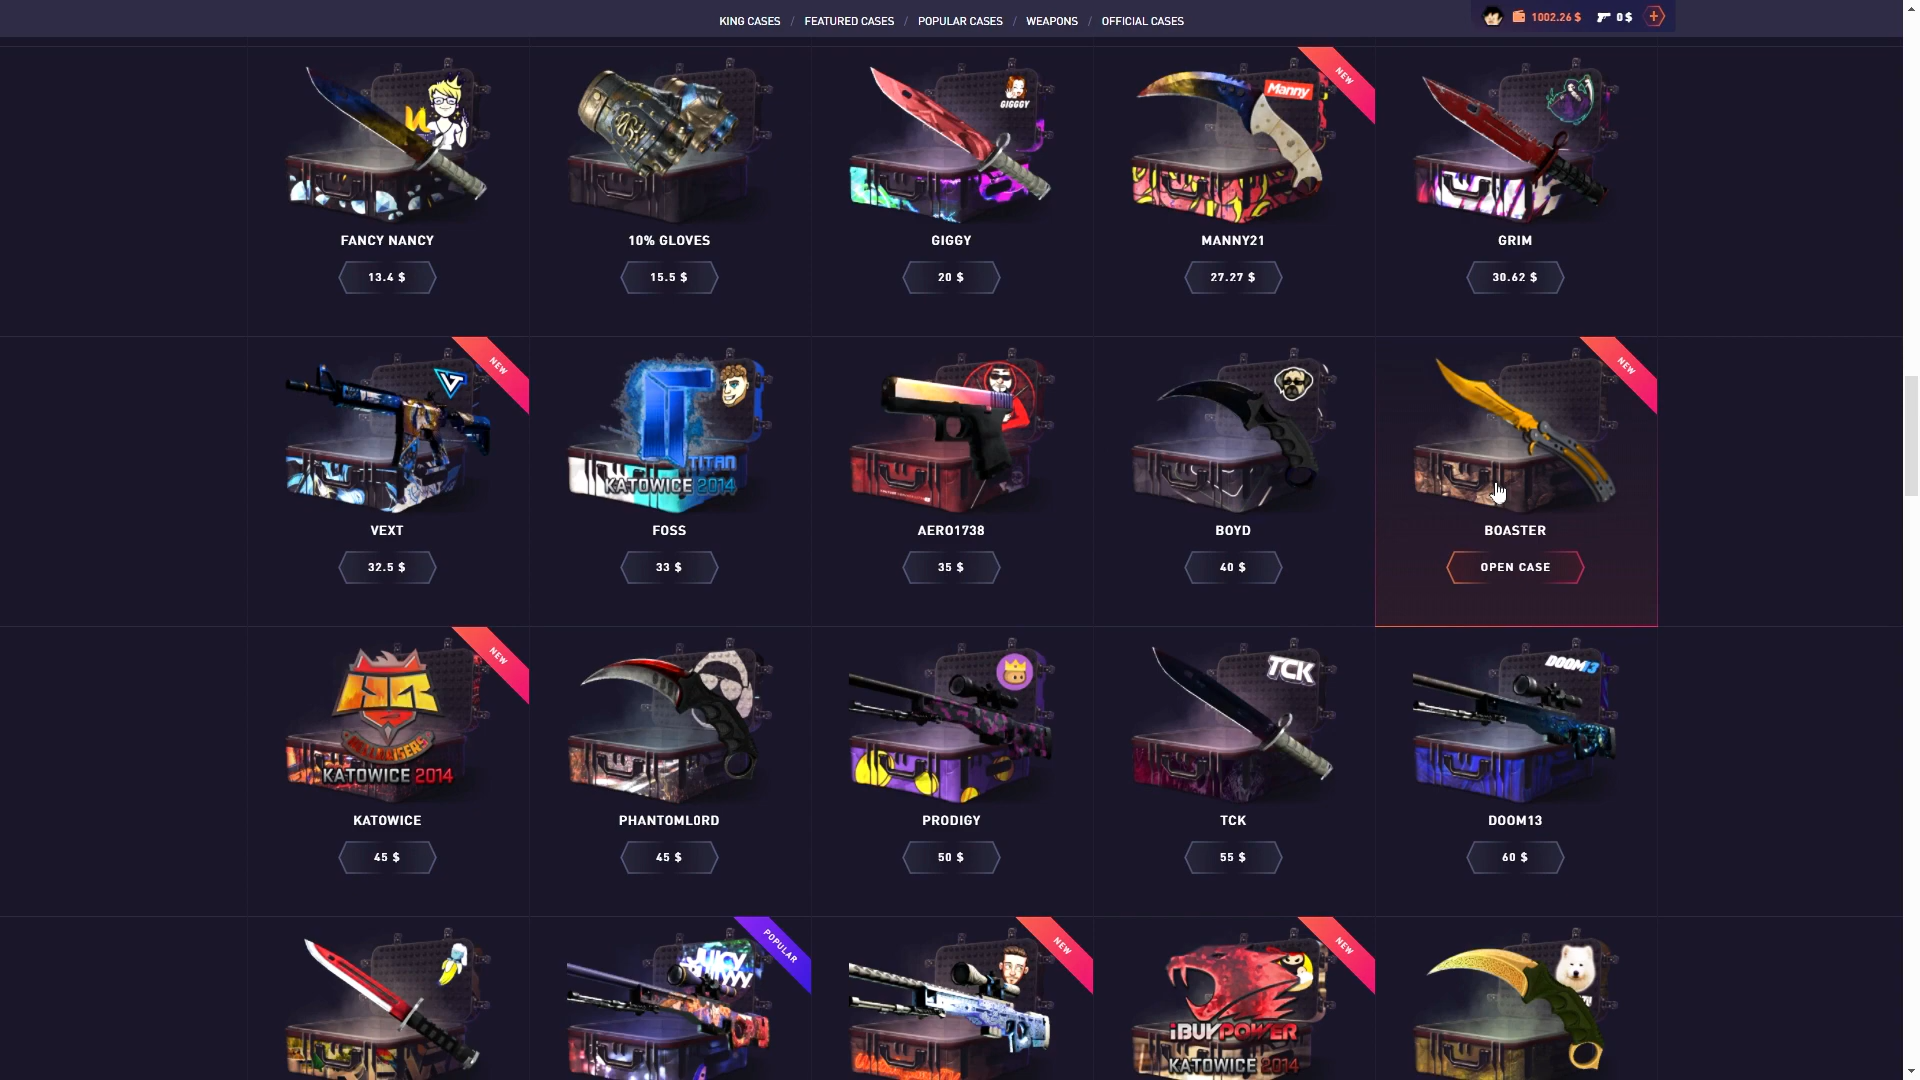 KING CASES / FEATURED CASES / POPULAR CASES / WEAPONS / OFFICIAL CASES
1002.26 $ 0 $ +
GIGGGY
Manny
NEW
FANCY NANCY
10% GLOVES
GIGGY
MANNY21
GRIM
13.4 $
15.5 $
20 $
27.27 $
30.62 $
NEW
TITAN
KATOWICE 2014
NEW
VEXT
FOSS
AERO1738
BOYD
BOASTER
32.5 $
33 $
35 $
40 $
OPEN CASE
NEW
HELLRAISERS
KATOWICE 2014
TCK
DOOM13
KATOWICE
PHANTOML0RD
PRODIGY
TCK
DOOM13
45 $
45 $
50 $
55 $
60 $
POPULAR
JUICY
NEW
NEW
iBUYPOWER
KATOWICE 2014